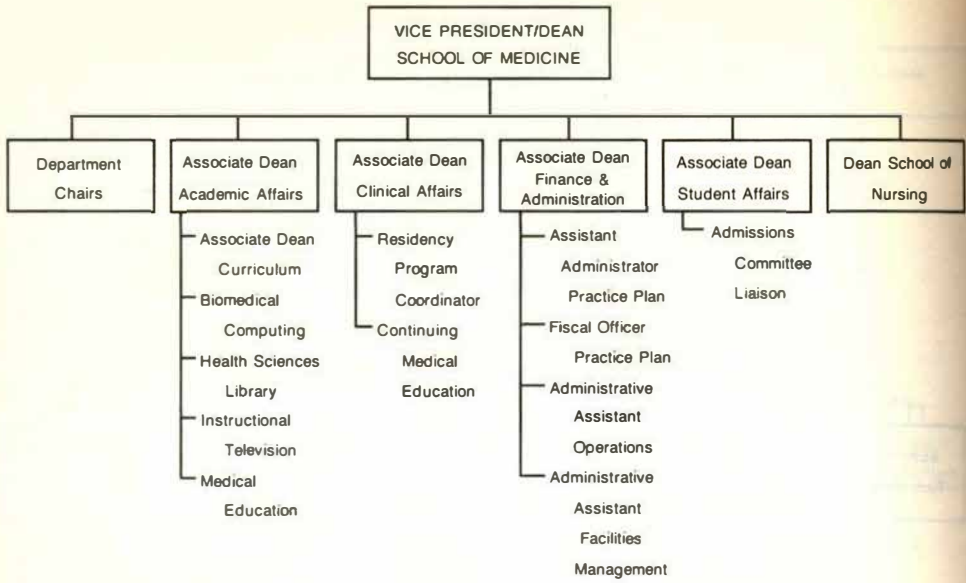 VICE PRESIDENT/DEAN
SCHOOL OF MEDICINE
Department
Chairs
Associate Dean
Academic Affairs
Associate Dean
Curriculum
Biomedical
Computing
Health Sciences
Library
Instructional
Television
Medical
Education
Associate Dean
Clinical Affairs
Residency
Program
Coordinator
Continuing
Medical
Education
Associate Dean
Finance &
Administration
Assistant
Administrator
Practice Plan
Fiscal Officer
Practice Plan
Administrative
Assistant
Operations
Administrative
Assistant
Facilities
Management
Associate Dean
Student Affairs
Admissions
Committee
Liaison
Dean School of
Nursing